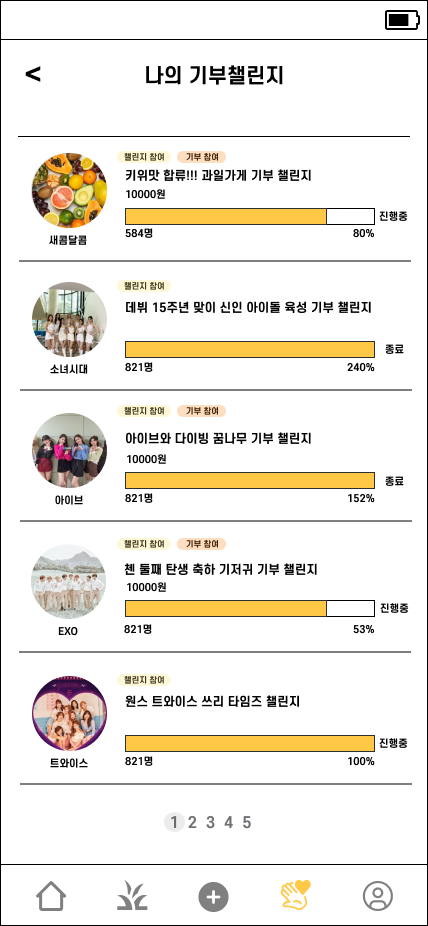 <
나의 기부챌린지
챌린지 참여 기부 참여
키위맛 합류!!! 과일가게 기부 챌린지
10000원
진행중
584명 80%
새콤달콤
챌린지 참여
데뷔 15주년 맞이 신인 아이돌 육성 기부 챌린지
종료
821명 240%
소녀시대
챌린지 참여 기부 참여
아이브와 다이빙 꿈나무 기부 챌린지
10000원
종료
821명 152%
아이브
챌린지 참여 기부 참여
첸 둘째 탄생 축하 기저귀 기부 챌린지
10000원
진행중
821명 53%
EXO
챌린지 참여
원스 트와이스 쓰리 타임즈 챌린지
진행중
821명 100%
트와이스
1 2 3 4 5